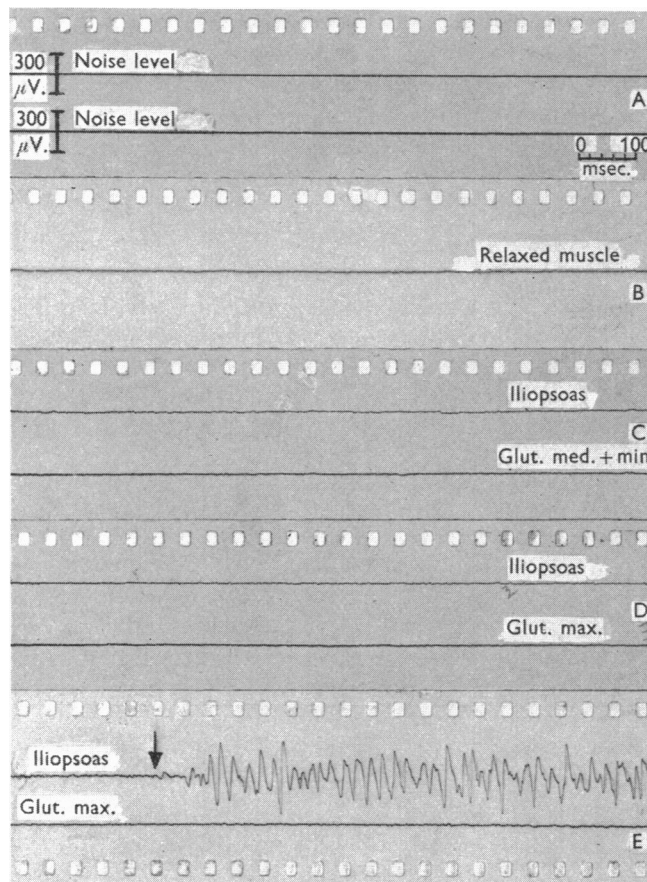 300 μV. Noise level
A
300 μV. Noise level
0 100
msec.
Relaxed muscle
B
Iliopsoas
C
Glut. med. + min
Iliopsoas
D
Glut. max.
Iliopsoas
Glut. max.
E